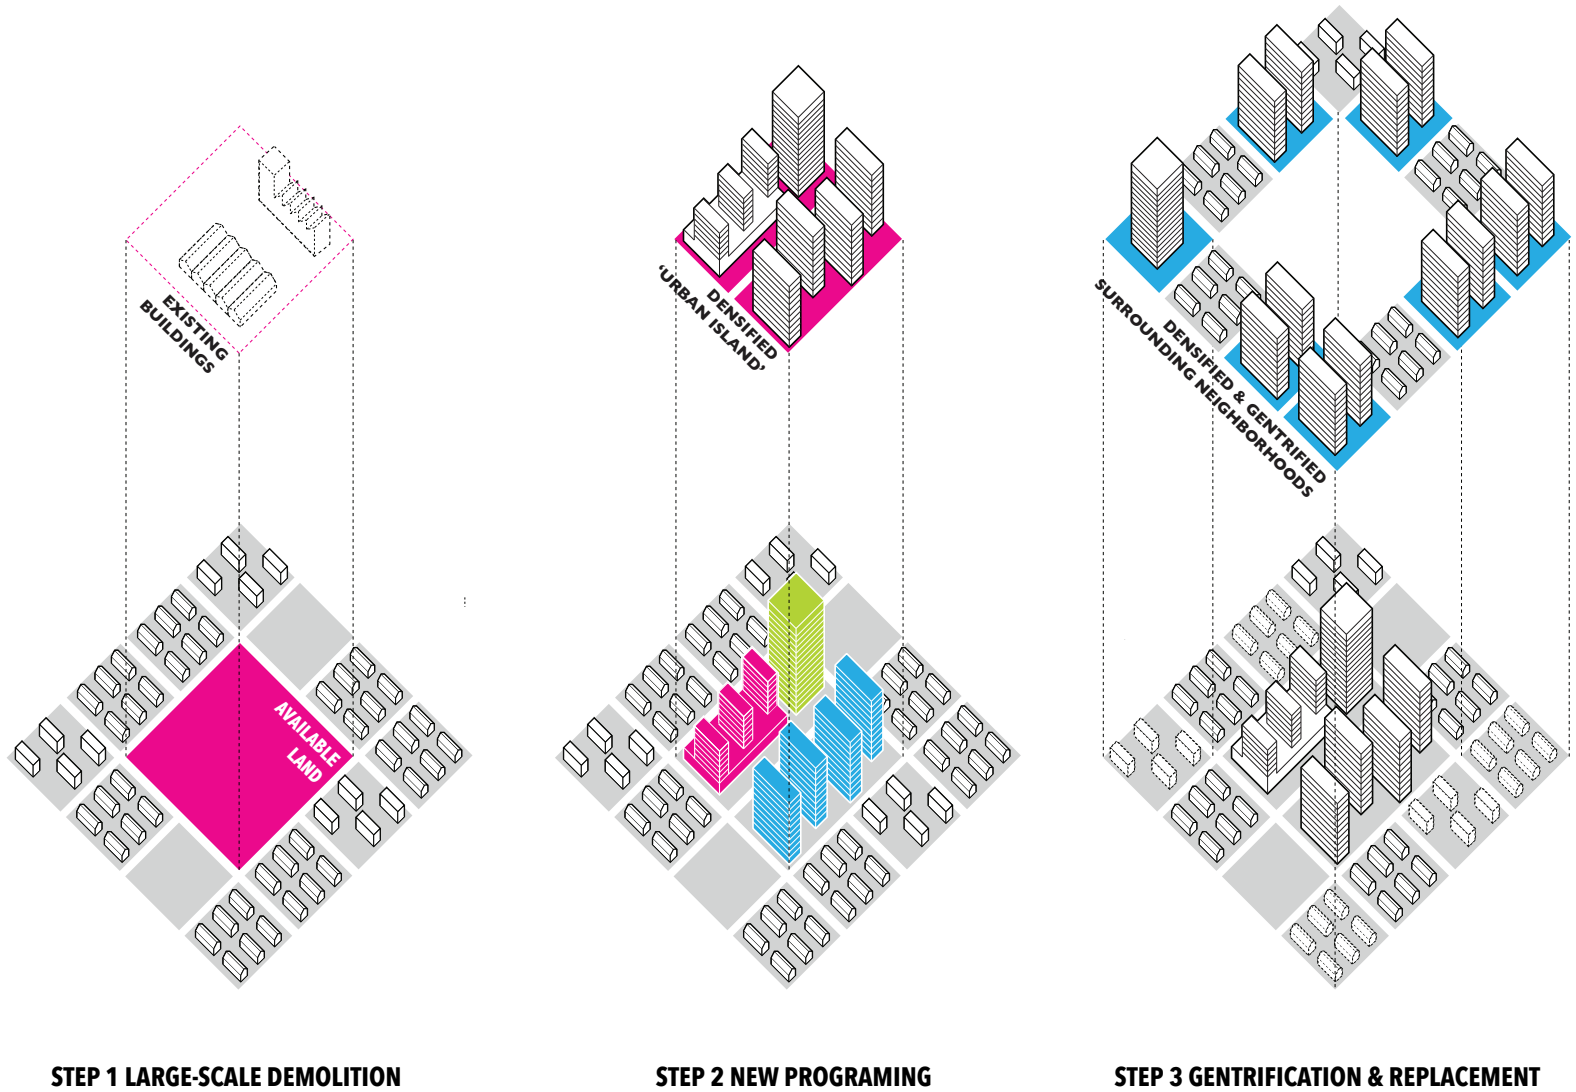 EXISTING
BUILDINGS
AVAILABLE
LAND
STEP 1 LARGE-SCALE DEMOLITION
DENSIFIED
‘URBAN ISLAND’
STEP 2 NEW PROGRAMING
DENSIFIED & GENTRIFIED
SURROUNDING NEIGHBORHOODS
STEP 3 GENTRIFICATION & REPLACEMENT